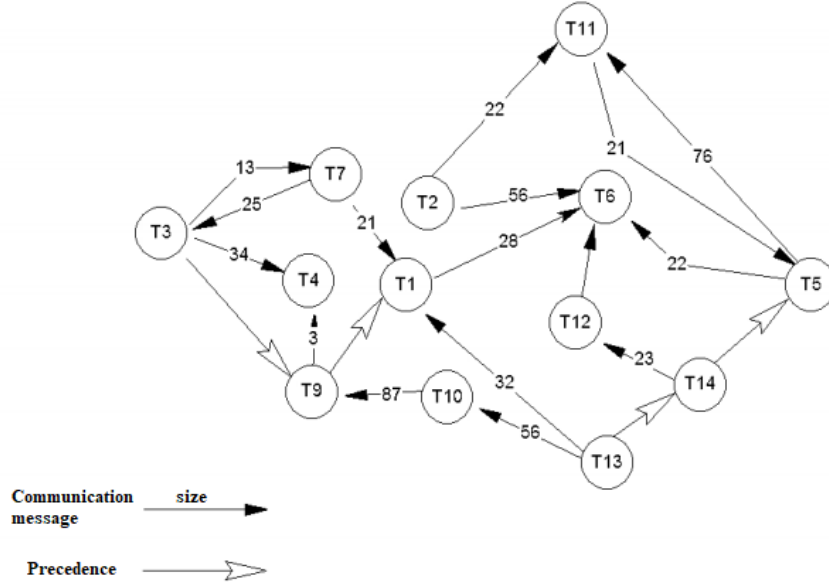 T11
22
21
76
13
T7
T2
56
T6
25
21
T3
34
28
22
T4
T1
T5
T12
3
23
32
T9
87
T10
T14
56
T13
Communication size
message
Precedence